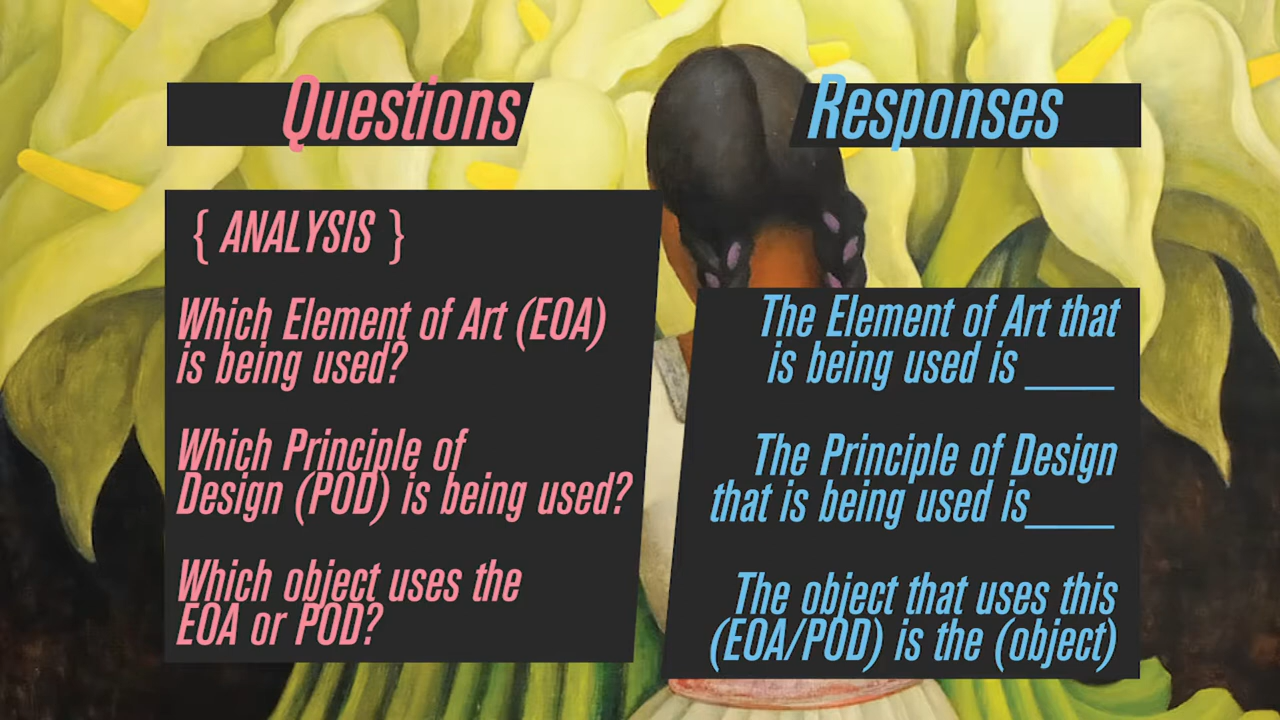 Questions
Responses
{ ANALYSIS }
Which Element of Art (EOA)
is being used?
Which Principle of
Design (POD) is being used?
Which object uses the
EOA or POD?
The Element of Art that
is being used is ____
The Principle of Design
that is being used is____
The object that uses this
(EOA/POD) is the (object)